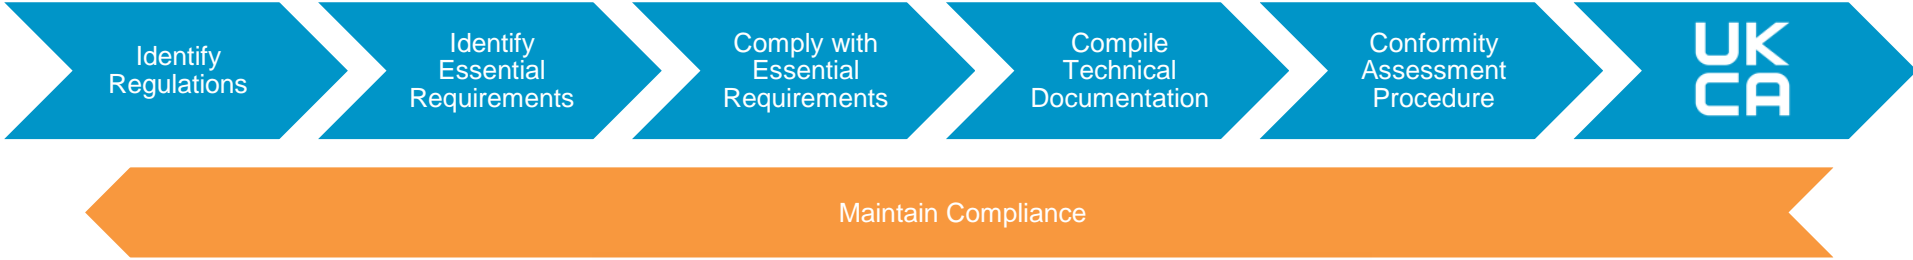 Identify
Regulations
Identify
Essential
Requirements
Comply with
Essential
Requirements
Compile
Technical
Documentation
Conformity
Assessment
Procedure
UK
CA
Maintain Compliance